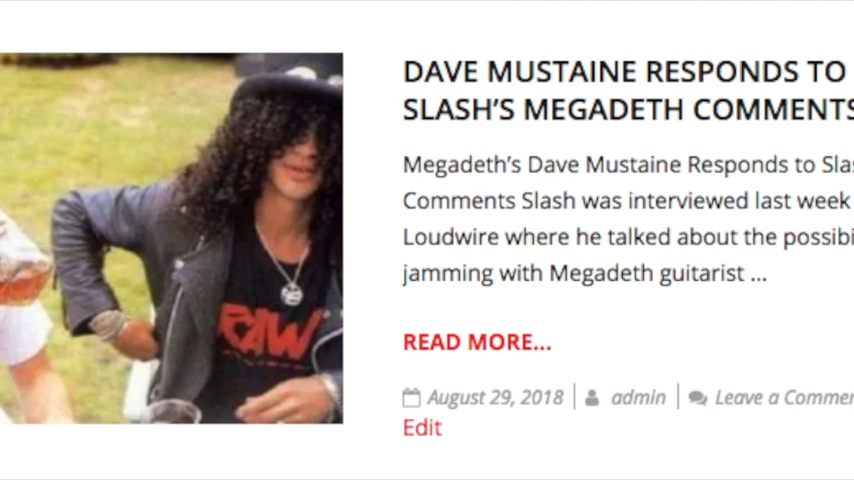 DAVE MUSTAINE RESPONDS TO
SLASH'S MEGADETH COMMENTS
Megadeth's Dave Mustaine Responds to
Comments Slash was interviewed last week
Loudwire where he talked about the
jamming with Megadeth guitarist ...
READ MORE...
August 29, 2018 admin Leave a
Edit
RAW